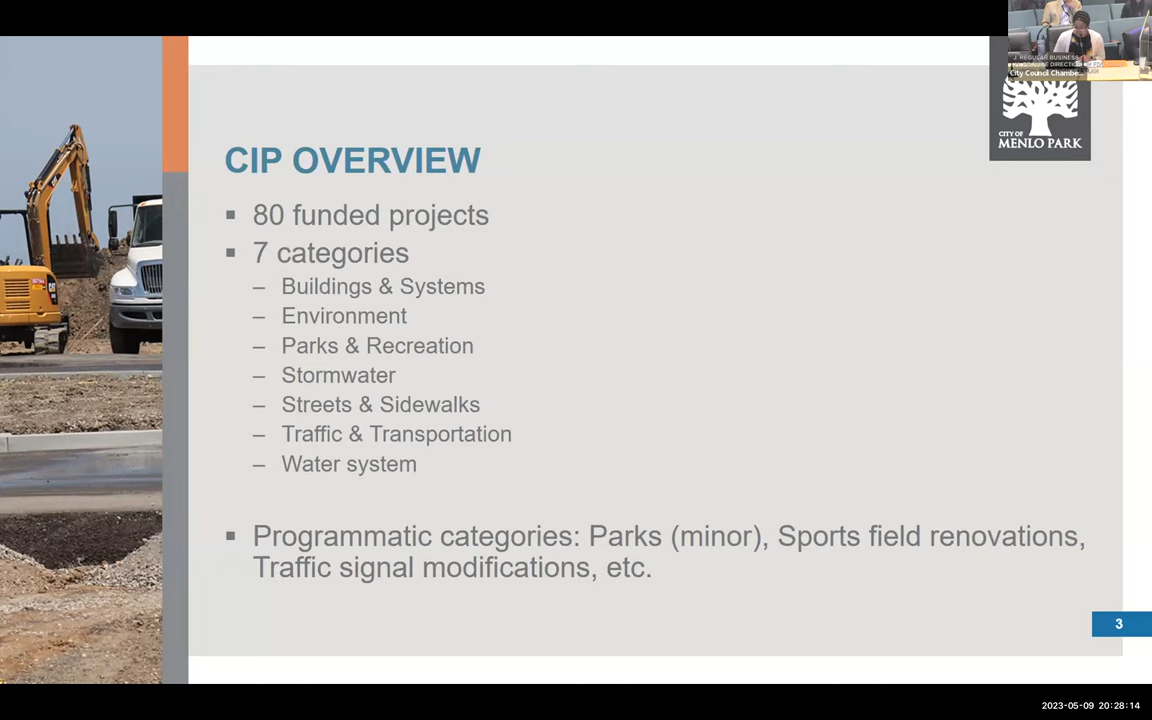 J. REGULAR BUSINESS
City Council Chambe...
CITY OF
MENLO PARK
CIP OVERVIEW
▪ 80 funded projects
▪ 7 categories
– Buildings & Systems
– Environment
– Parks & Recreation
– Stormwater
– Streets & Sidewalks
– Traffic & Transportation
– Water system
▪ Programmatic categories: Parks (minor), Sports field renovations,
Traffic signal modifications, etc.
3
2023-05-09 20:28:14